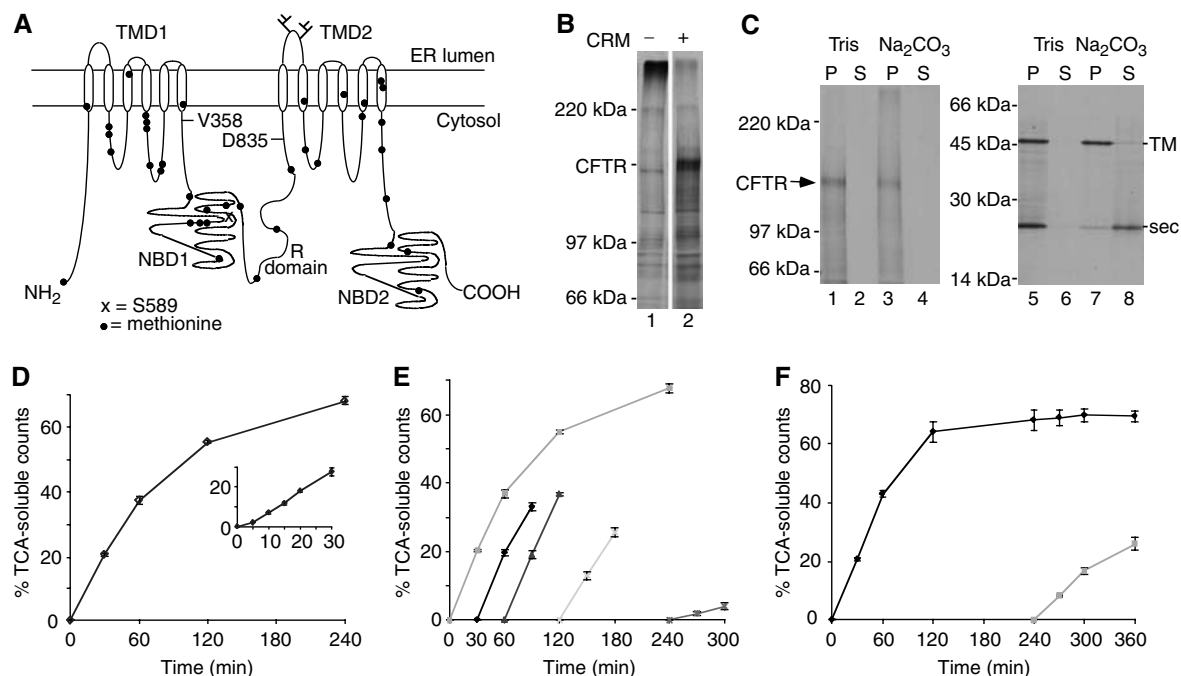 A
TMD1
TMD2
ER lumen
Cytosol
V358
D835
NBD1
R
domain
NBD2
NH2
COOH
x = S589
● = methionine
B
CRM
– +
220 kDa
CFTR
97 kDa
66 kDa
1 2
C
Tris Na2CO3
P S P S
220 kDa
CFTR
97 kDa
66 kDa
1 2 3 4
Tris Na2CO3
P S P S
66 kDa
45 kDa
30 kDa
14 kDa
TM
sec
5 6 7 8
D
% TCA-soluble counts
60
40
20
0
0 60 120 180 240
Time (min)
20
0
0 10 20 30
E
% TCA-soluble counts
60
40
20
0
0 30 60 120 180 240 300
Time (min)
F
% TCA-soluble counts
80
60
40
20
0
0 60 120 180 240 300 360
Time (min)
x